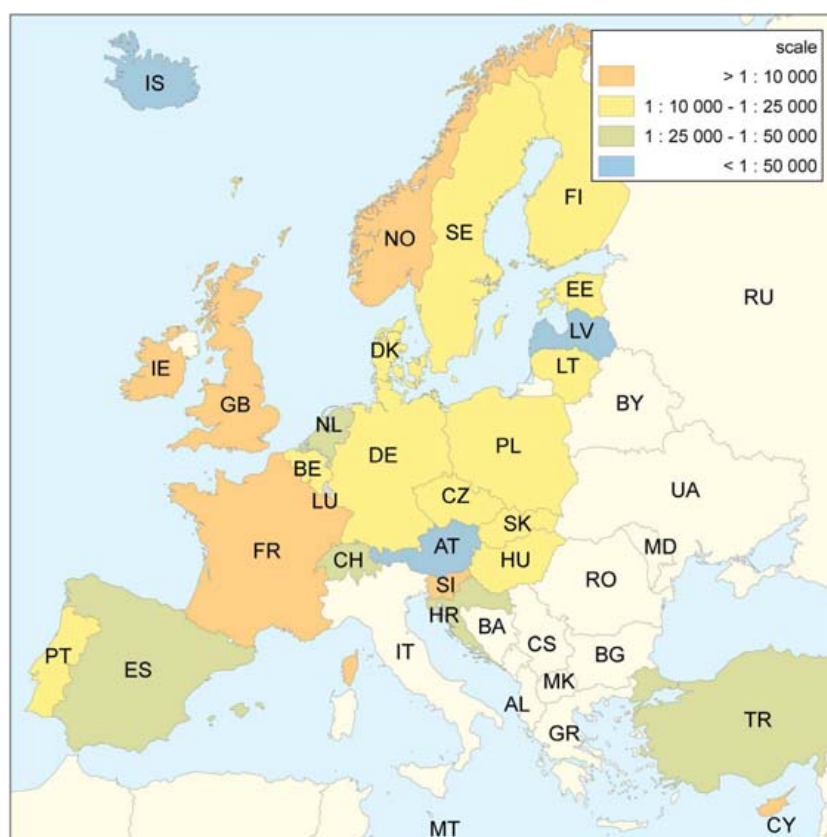 scale
> 1 : 10 000
1 : 10 000 - 1 : 25 000
1 : 25 000 - 1 : 50 000
< 1 : 50 000
IS
FI
NO
SE
RU
EE
LV
DK
LT
IE
GB
BY
NL
DE
PL
BE
LU
CZ
UA
SK
FR
AT
MD
CH
HU
RO
SI
HR
BA
PT
ES
IT
CS
BG
MK
AL
TR
GR
MT
CY